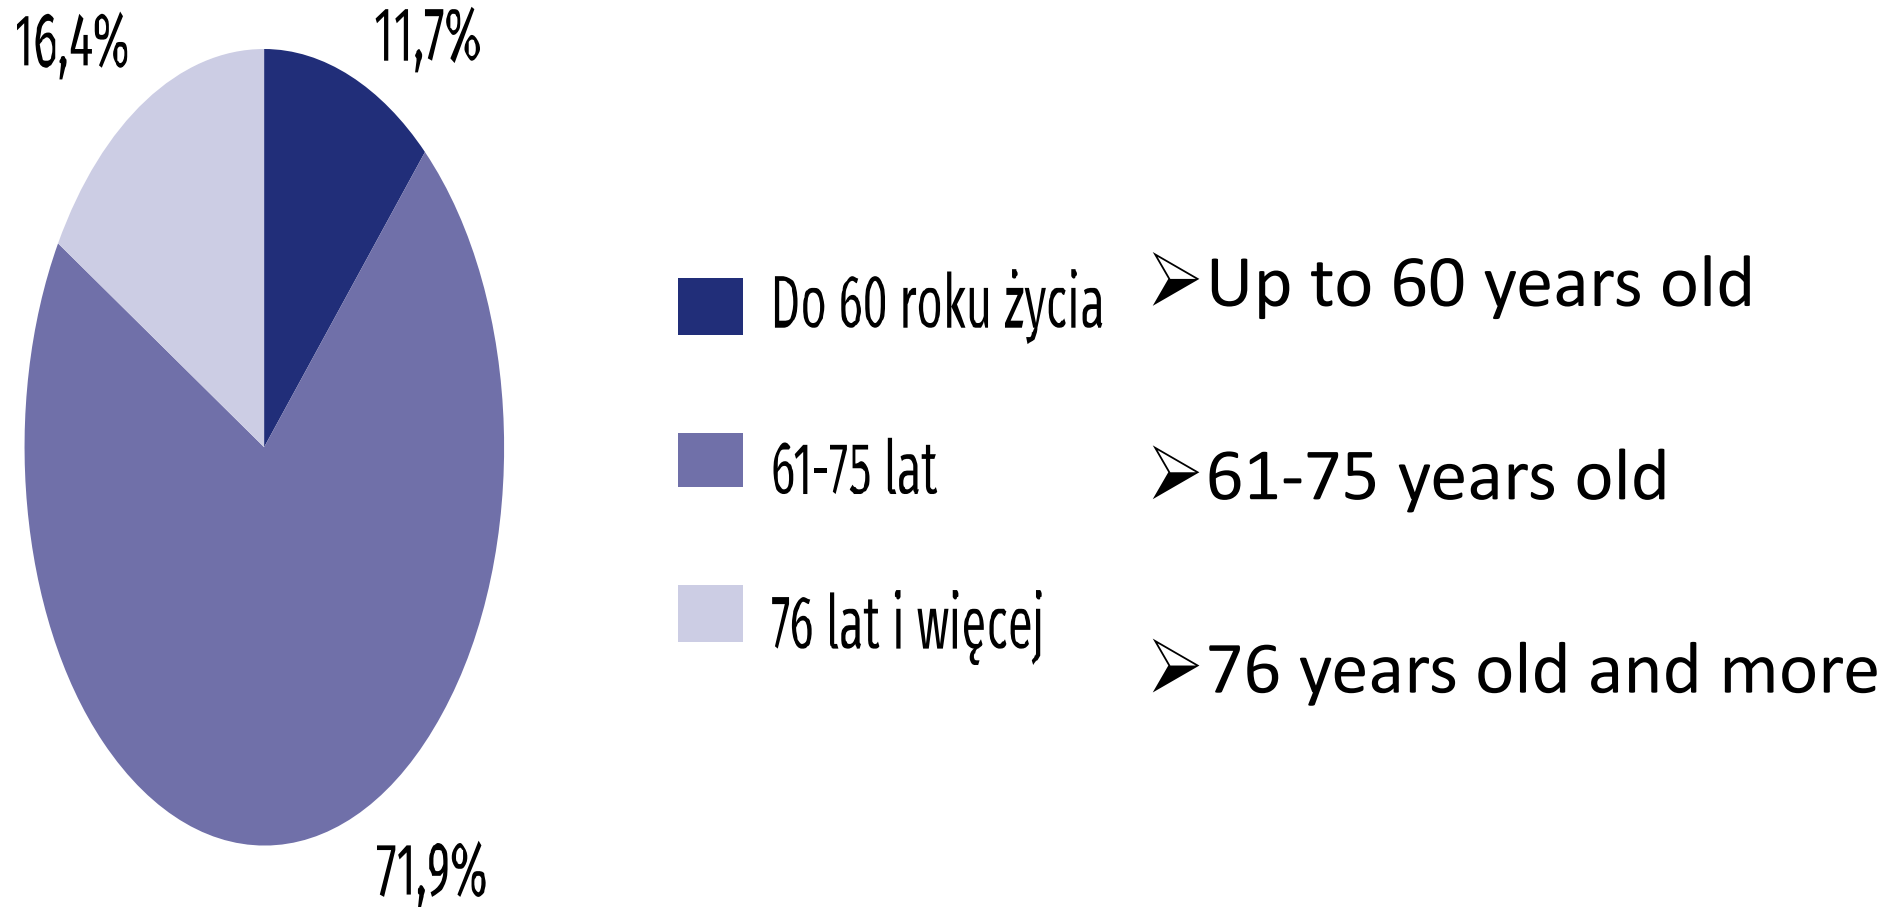 16,4%
11,7%
71,9%
Do 60 roku życia
61-75 lat
76 lat i więcej
➢Up to 60 years old
➢61-75 years old
➢76 years old and more